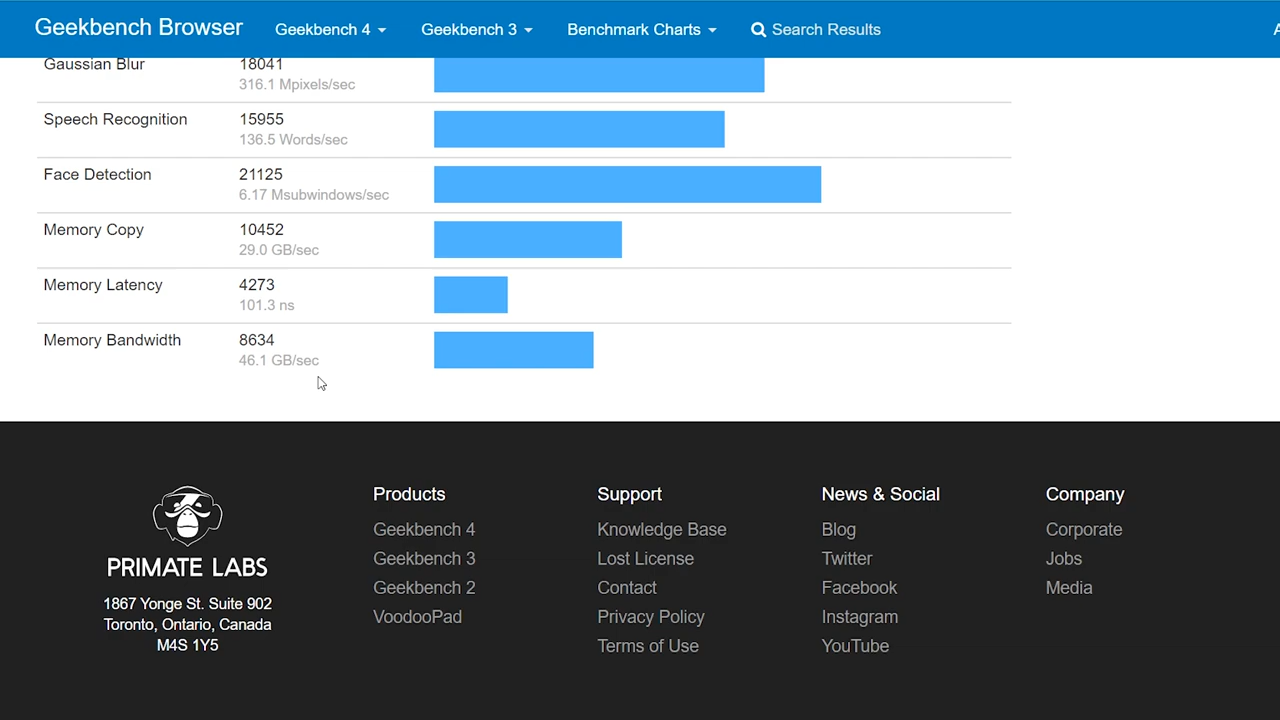 Geekbench Browser Geekbench 4 Geekbench 3 Benchmark Charts Search Results
Gaussian Blur 18041
316.1 Mpixels/sec
Speech Recognition 15955
136.5 Words/sec
Face Detection 21125
6.17 Msubwindows/sec
Memory Copy 10452
29.0 GB/sec
Memory Latency 4273
101.3 ns
Memory Bandwidth 8634
46.1 GB/sec
PRIMATE LABS
1867 Yonge St. Suite 902
Toronto, Ontario, Canada
M4S 1Y5
Products
Geekbench 4
Geekbench 3
Geekbench 2
VoodooPad
Support
Knowledge Base
Lost License
Contact
Privacy Policy
Terms of Use
News & Social
Blog
Twitter
Facebook
Instagram
YouTube
Company
Corporate
Jobs
Media